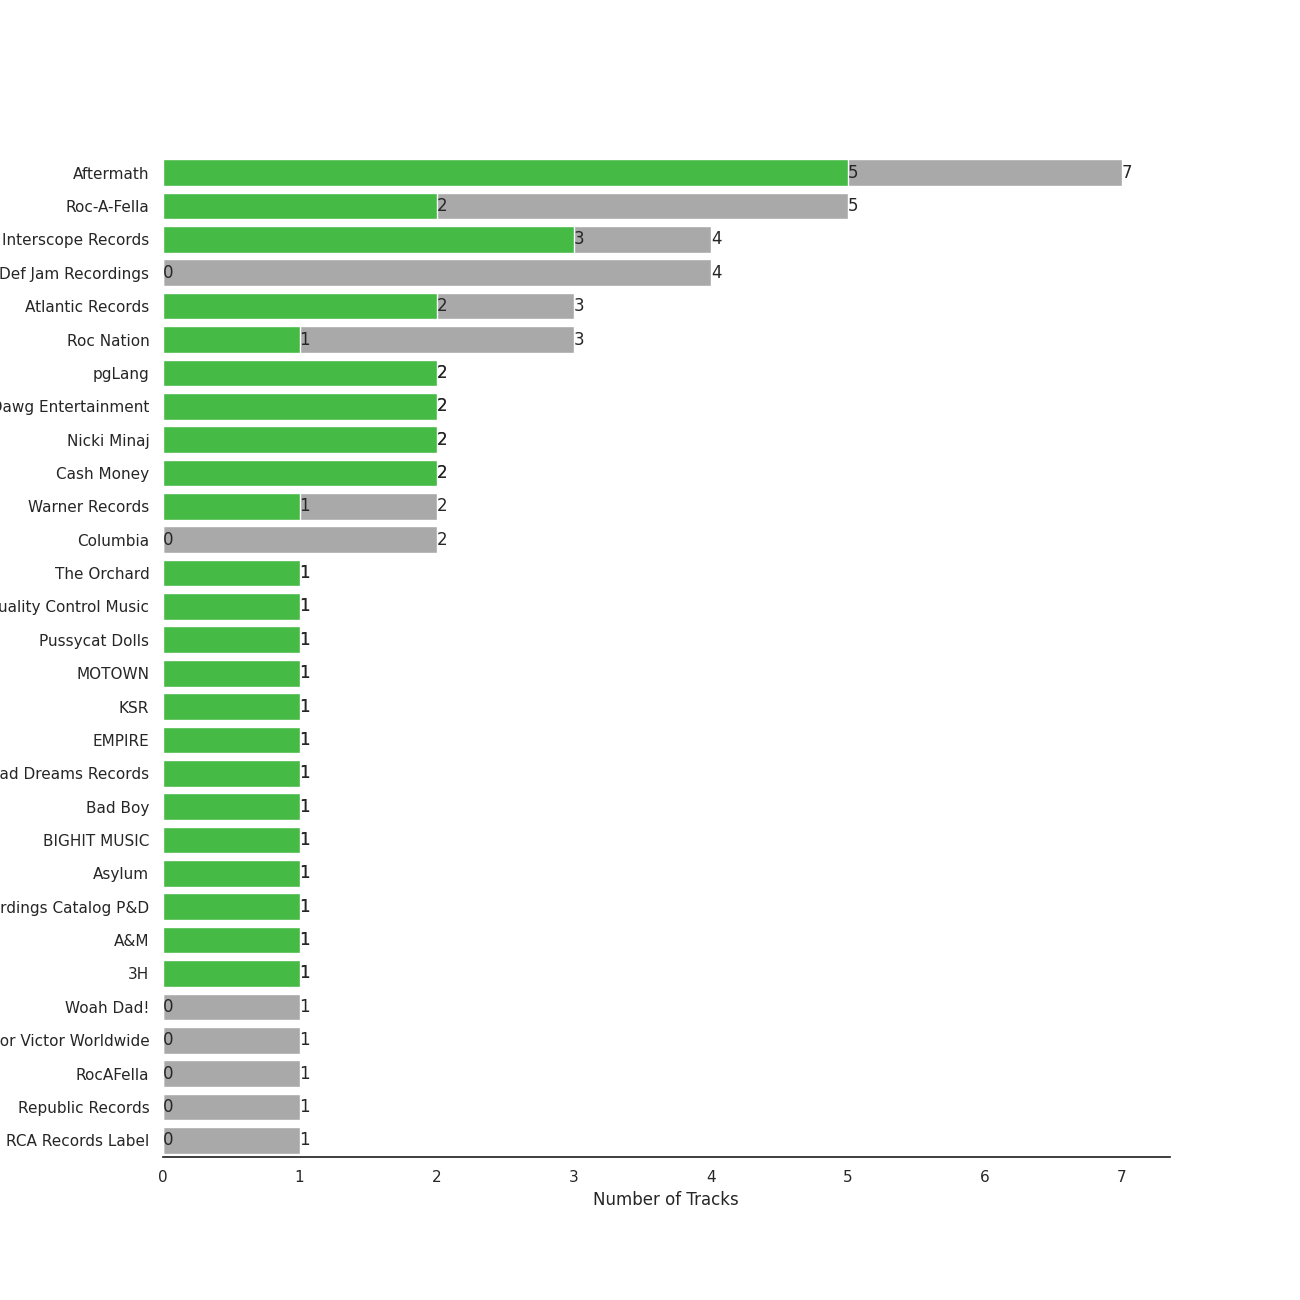 Aftermath 5 7
Roc-A-Fella 2 5
Interscope Records 3 4
Def Jam Recordings 0 4
Atlantic Records 2 3
Roc Nation 1 3
pgLang 2
Dawg Entertainment 2
Nicki Minaj 2
Cash Money 2
Warner Records 1 2
Columbia 0 2
The Orchard 1
uality Control Music 1
Pussycat Dolls 1
MOTOWN 1
KSR 1
EMPIRE 1
ad Dreams Records 1
Bad Boy 1
BIGHIT MUSIC 1
Asylum 1
rdings Catalog P&D 1
A&M 1
3H 1
Woah Dad! 0 1
or Victor Worldwide 0 1
RocAFella 0 1
Republic Records 0 1
RCA Records Label 0 1
0 1 2 3 4 5 6 7
Number of Tracks